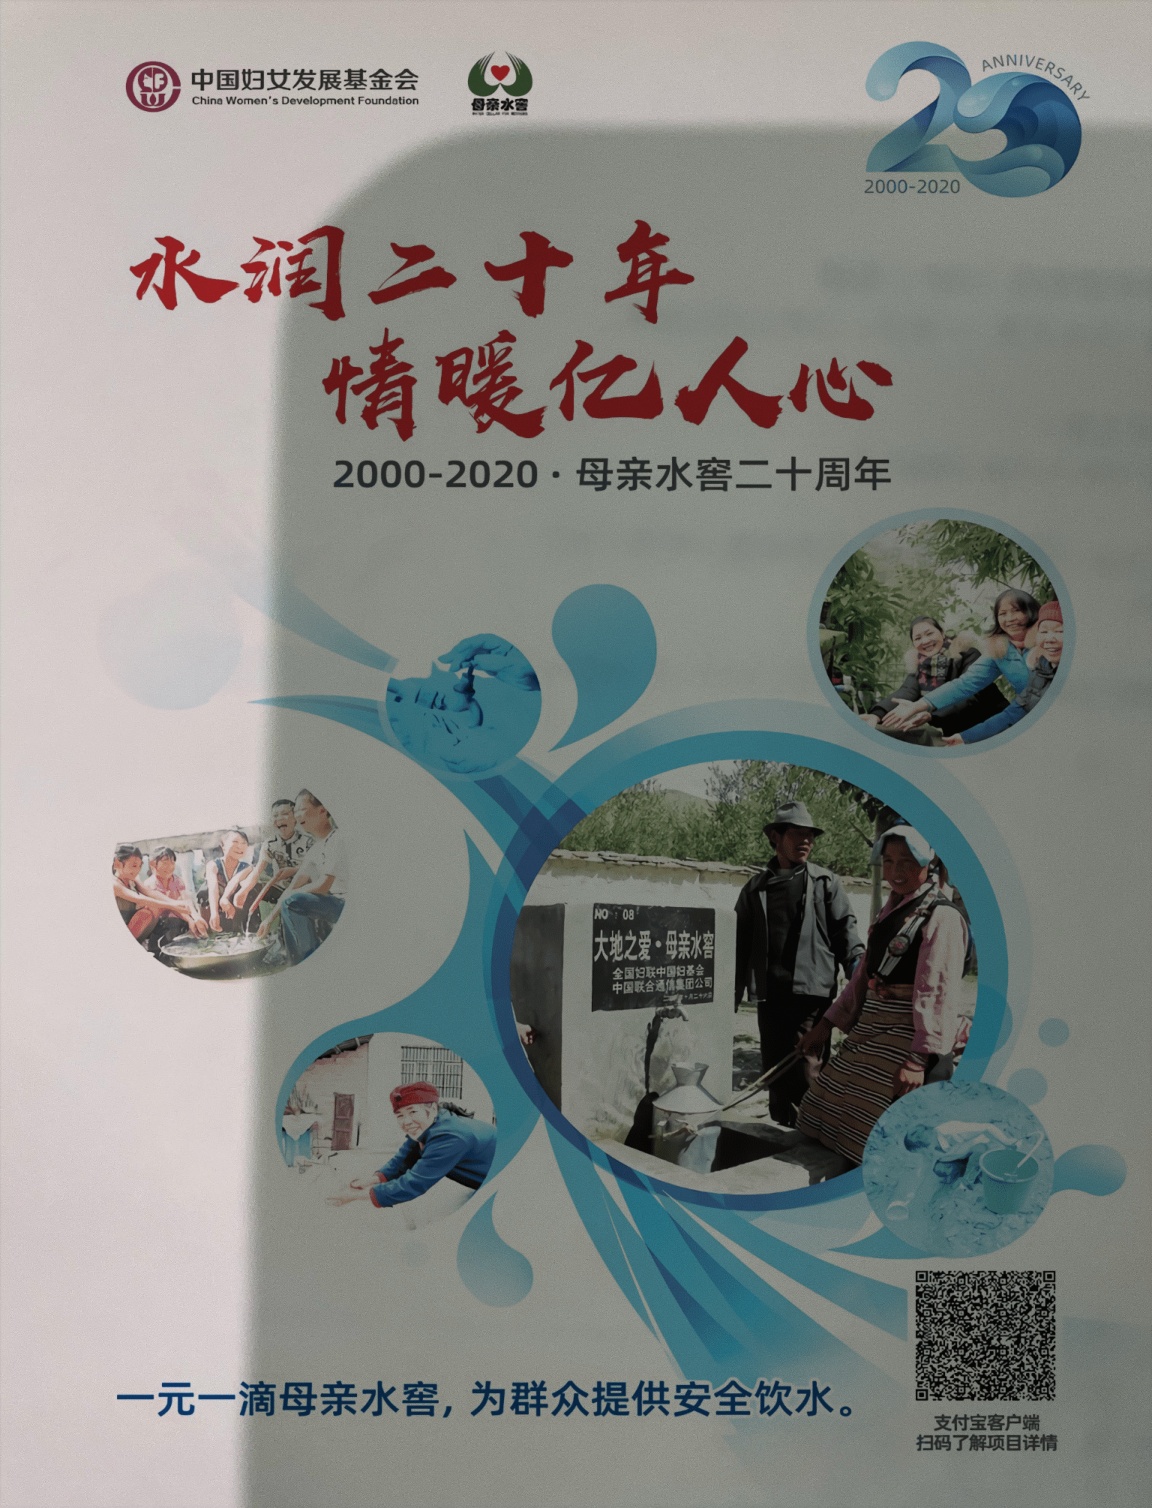 中国妇女发展基金会
China Women's Development Foundation
母亲水窖
WATER CELLAR FOR MOTHERS
ANNIVERSARY
20
2000-2020
水润二十年
情暖亿人心
2000-2020·母亲水窖二十周年
NO：08
大地之爱·母亲水窖
全国妇联中国妇基会
中国联合通信集团公司
一元一滴母亲水窖，为群众提供安全饮水。
支付宝客户端
扫码了解项目详情